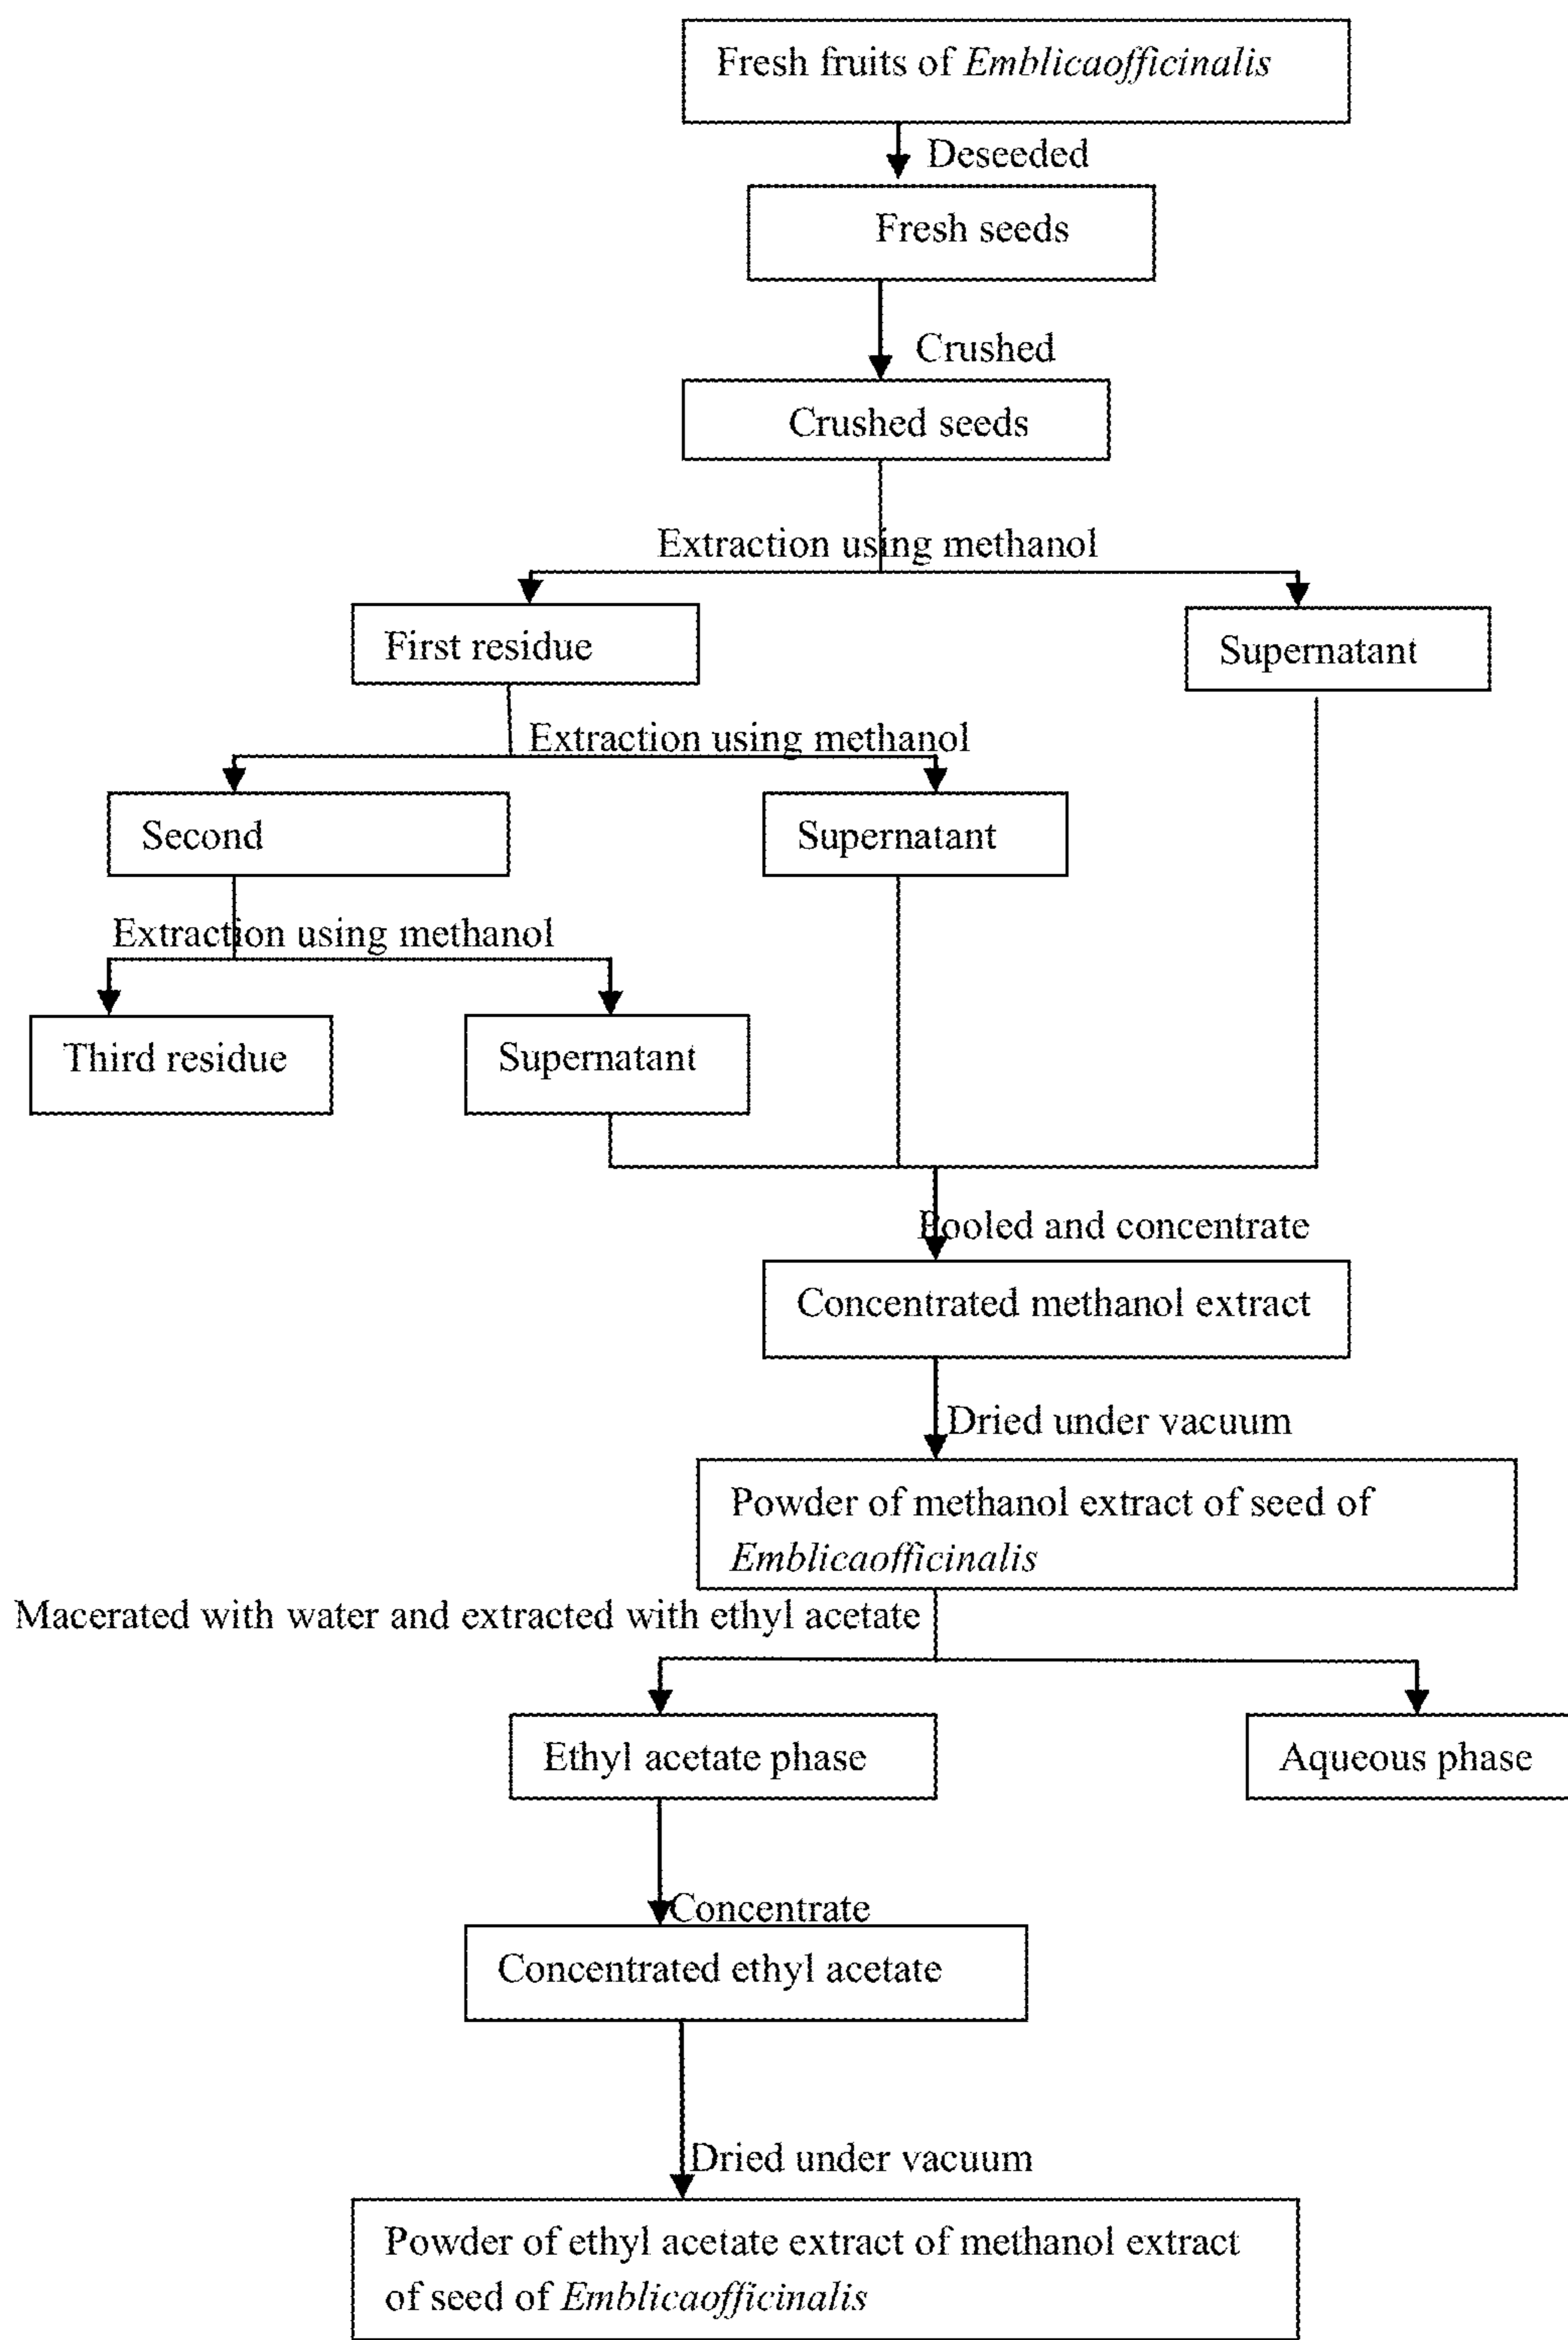 Fresh fruits of Emblicaofficinalis
Deseeded
Fresh seeds
Crushed
Crushed seeds
Extraction using methanol
First residue
Supernatant
Extraction using methanol
Second
Supernatant
Extraction using methanol
Third residue
Supernatant
Pooled and concentrate
Concentrated methanol extract
Dried under vacuum
Powder of methanol extract of seed of
Emblicaofficinalis
Macerated with water and extracted with ethyl acetate
Ethyl acetate phase
Aqueous phase
Concentrate
Concentrated ethyl acetate
Dried under vacuum
Powder of ethyl acetate extract of methanol extract
of seed of Emblicaofficinalis